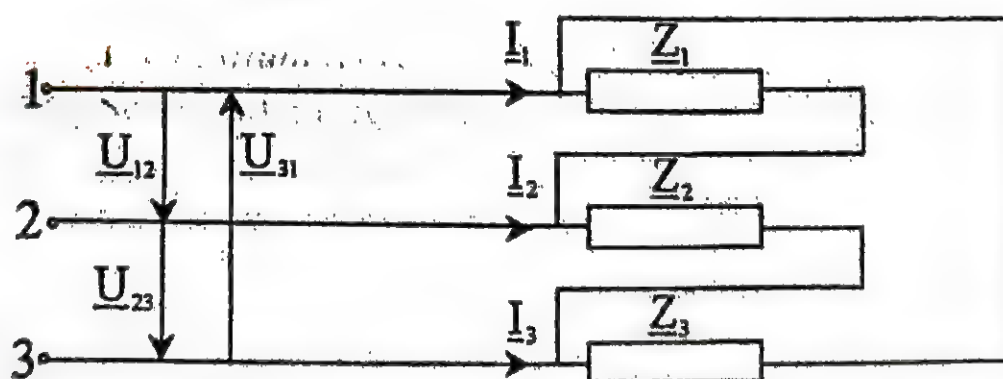 I₁ Z₁
1
U₁₂ U₃₁
I₂ Z₂
2
U₂₃
I₃ Z₃
3